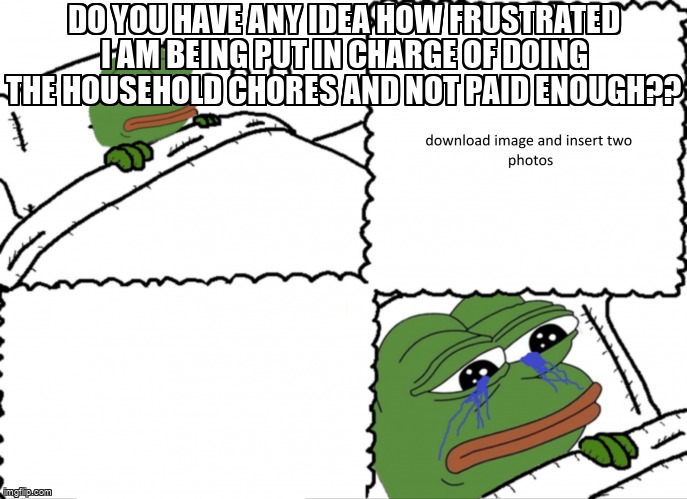 DO YOU HAVE ANY IDEA HOW FRUSTRATED
I AM BEING PUT IN CHARGE OF DOING
THE HOUSEHOLD CHORES AND NOT PAID ENOUGH??
download image and insert two
photos
imgflip.com